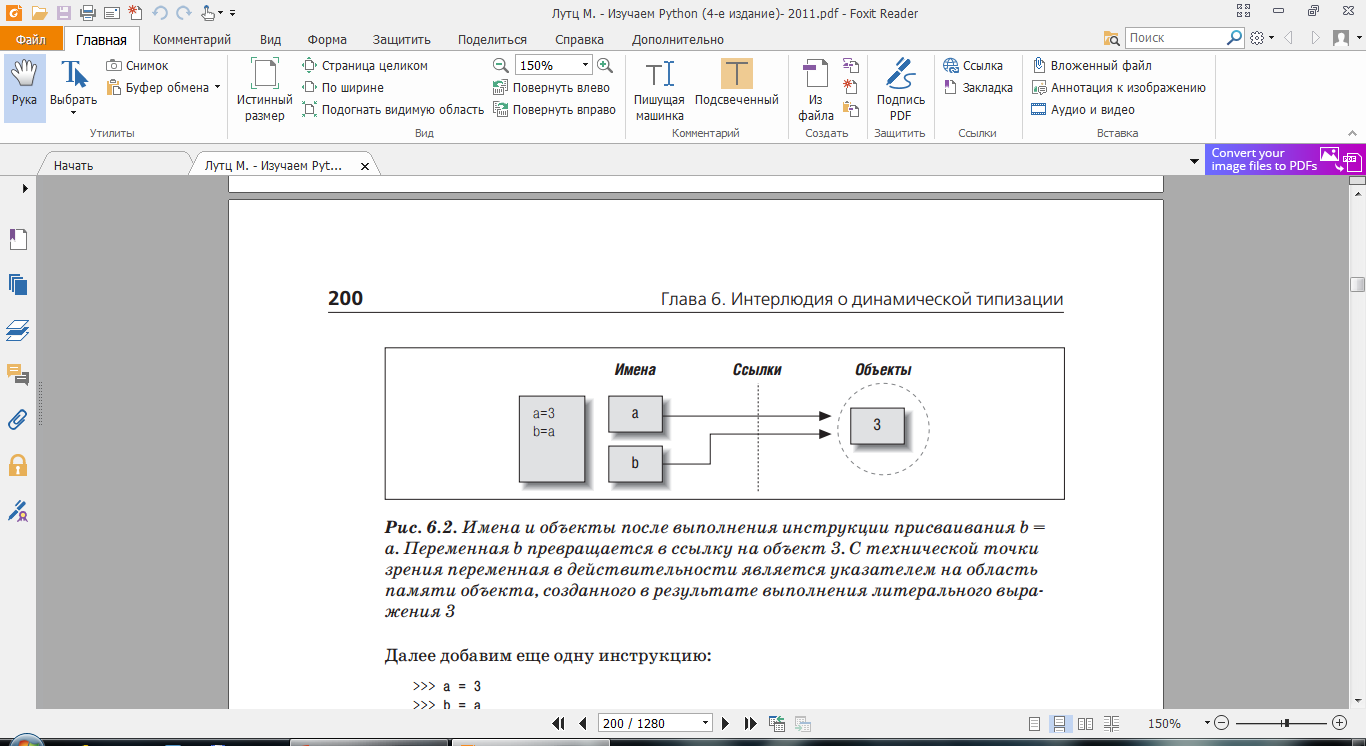 Лутц М. - Изучаем Python (4-е издание)- 2011.pdf - Foxit Reader
Файл Главная Комментарий Вид Форма Защитить Поделиться Справка Дополнительно Поиск
Рука
Выбрать
Снимок
Буфер обмена
Утилиты
Истинный
размер
Страница целиком
По ширине
Подогнать видимую область
150%
Повернуть влево
Повернуть вправо
Вид
Пишущая
машинка
Подсвеченный
Комментарий
Из
файла
Создать
Подпись
PDF
Защитить
Ссылка
Закладка
Ссылки
Вложенный файл
Аннотация к изображению
Аудио и видео
Вставка
Начать
Лутц М. - Изучаем Pyt...
Convert your
image files to PDFs
PDF
200 Глава 6. Интерлюдия о динамической типизации
Имена Ссылки Объекты
a=3
b=a
a
b
3
Рис. 6.2. Имена и объекты после выполнения инструкции присваивания b =
a. Переменная b превращается в ссылку на объект 3. С технической точки
зрения переменная в действительности является указателем на область
памяти объекта, созданного в результате выполнения литерального выра-
жения 3
Далее добавим еще одну инструкцию:
>>> a = 3
>>> b = a
200 / 1280
150%